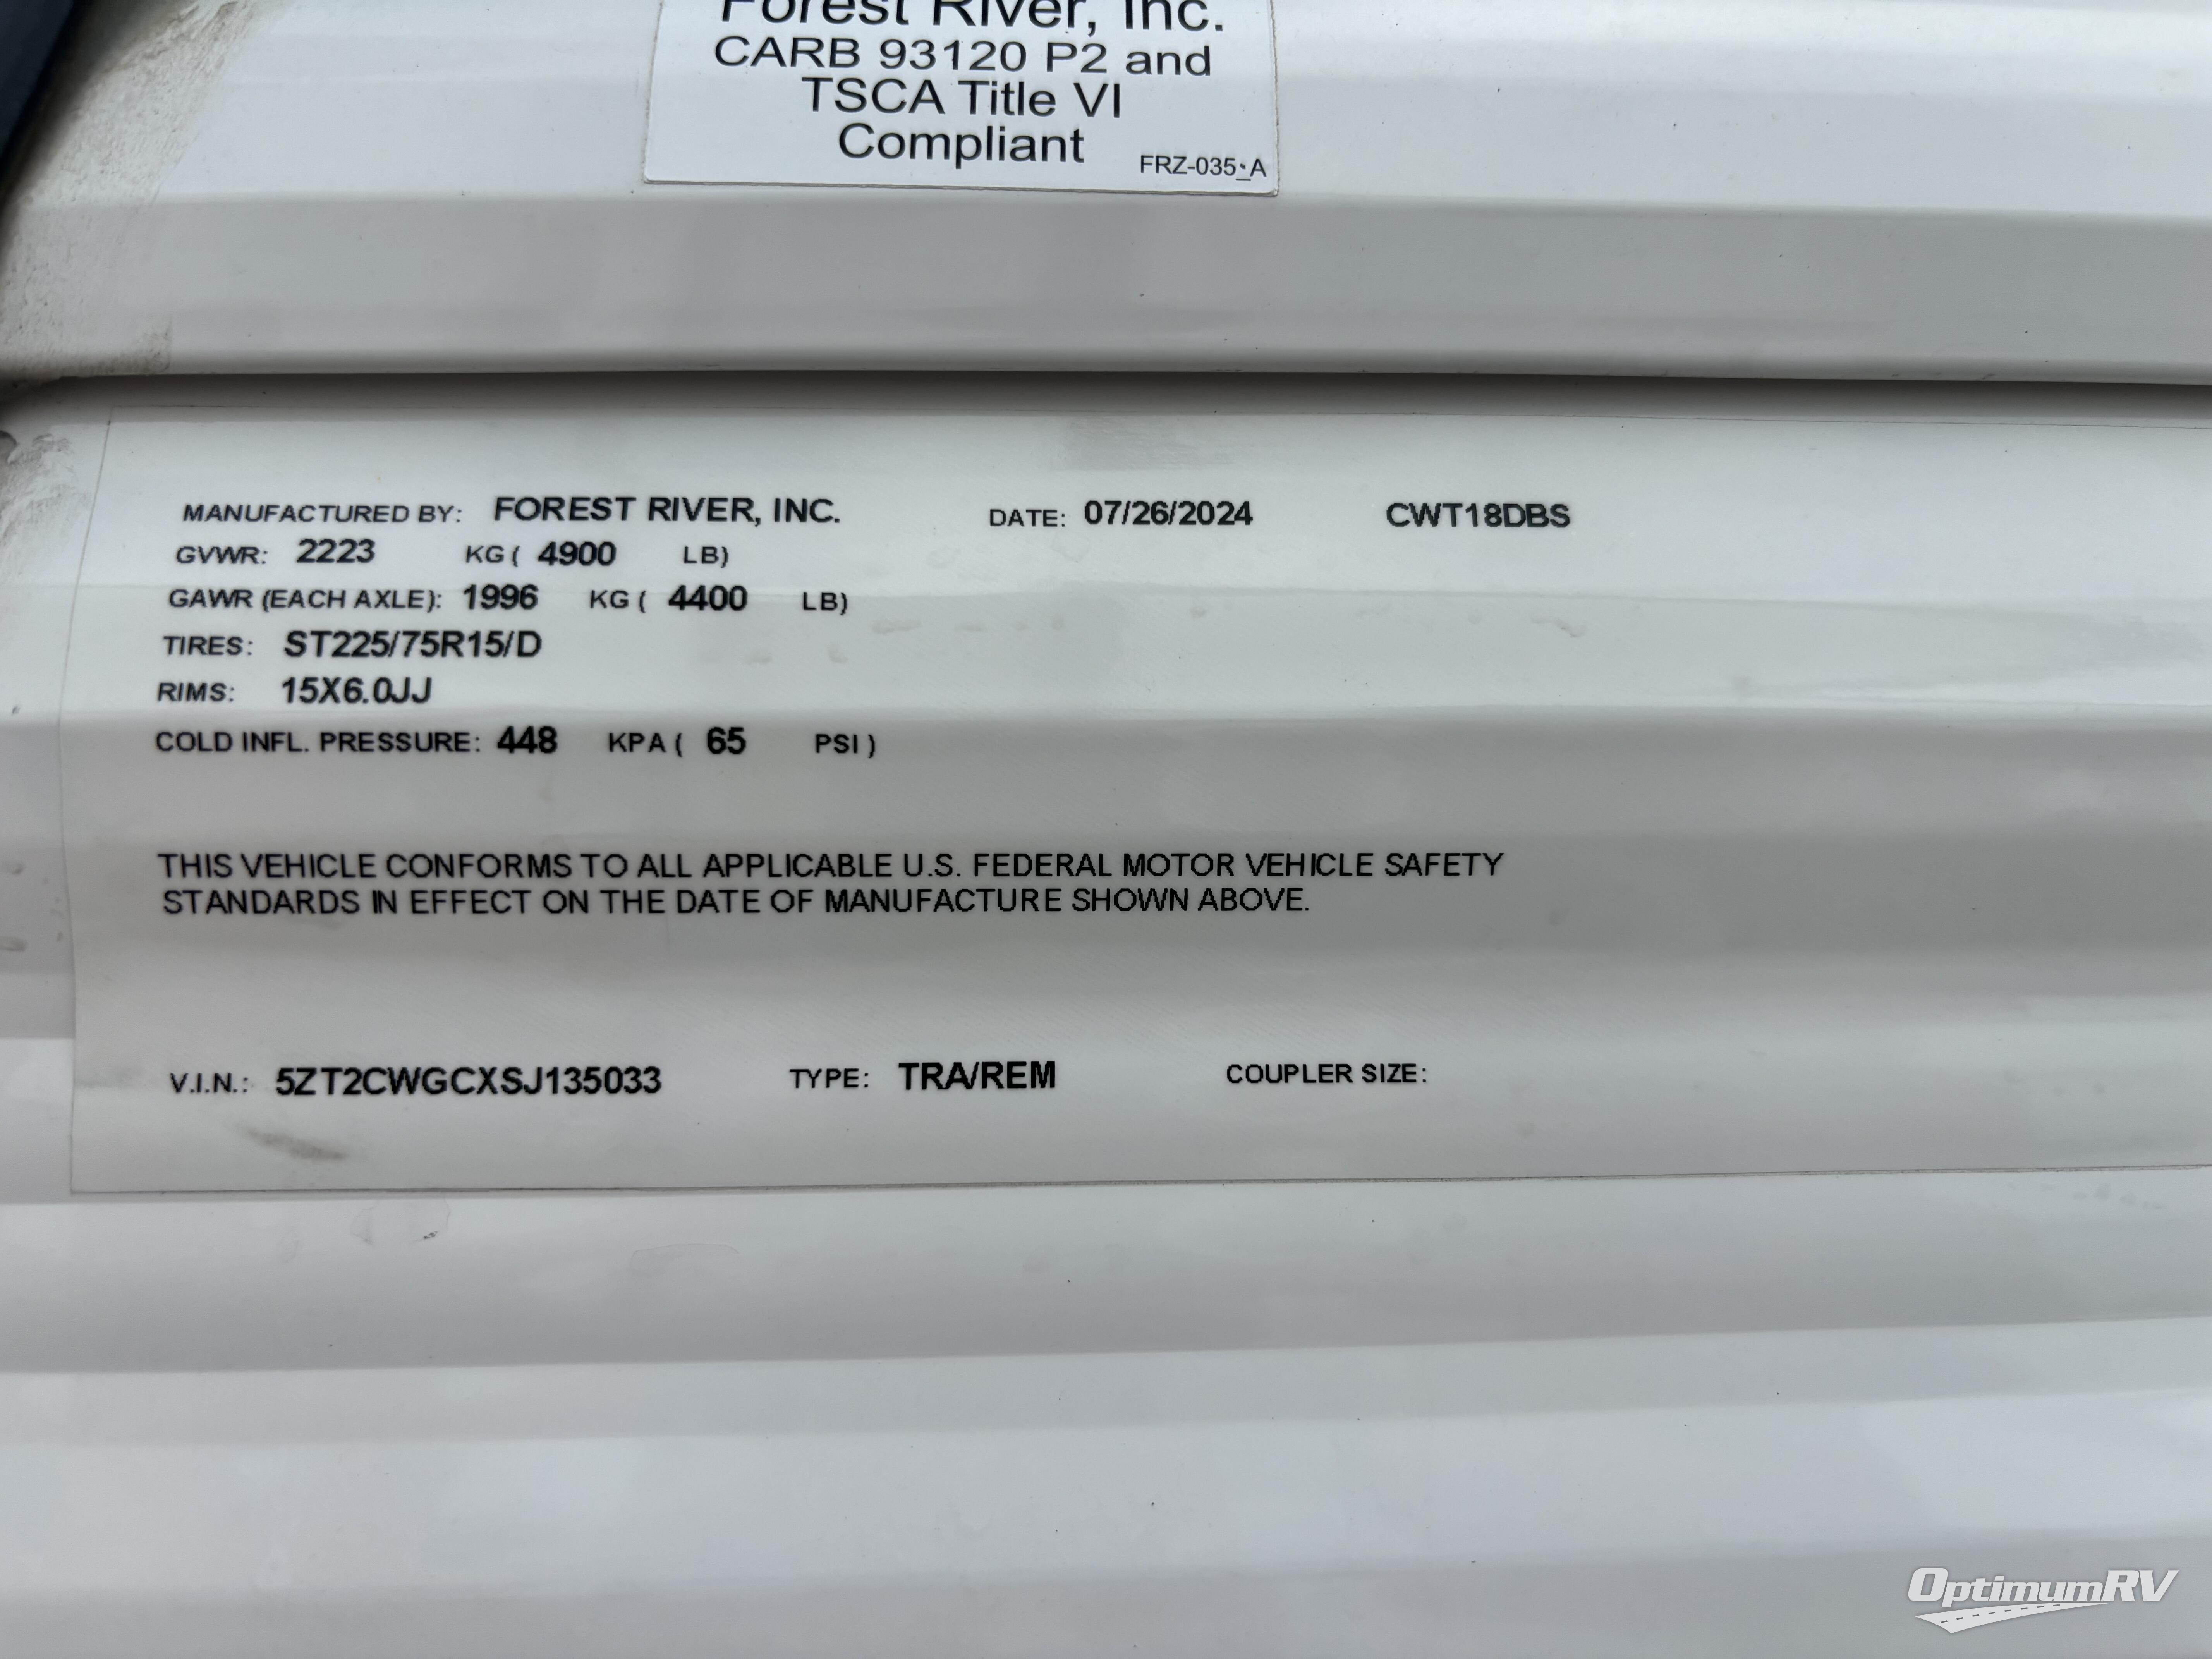 Forest River, Inc.
CARB 93120 P2 and
TSCA Title VI
Compliant
FRZ-035_A
MANUFACTURED BY: FOREST RIVER, INC. DATE: 07/26/2024 CWT18DBS
GVWR: 2223 KG ( 4900 LB)
GAWR (EACH AXLE): 1996 KG ( 4400 LB)
TIRES: ST225/75R15/D
RIMS: 15X6.0JJ
COLD INFL. PRESSURE: 448 KPA ( 65 PSI )
THIS VEHICLE CONFORMS TO ALL APPLICABLE U.S. FEDERAL MOTOR VEHICLE SAFETY
STANDARDS IN EFFECT ON THE DATE OF MANUFACTURE SHOWN ABOVE.
V.I.N.: 5ZT2CWGCXSJ135033 TYPE: TRA/REM COUPLER SIZE:
OptimumRV